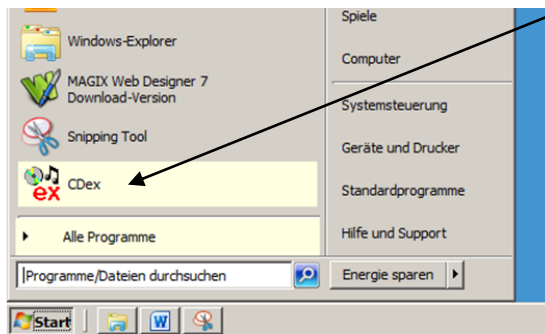 Windows-Explorer
MAGIX Web Designer 7
Download-Version
Snipping Tool
ex
CDex
Alle Programme
Programme/Dateien durchsuchen
Spiele
Computer
Systemsteuerung
Geräte und Drucker
Standardprogramme
Hilfe und Support
Energie sparen
Start
W